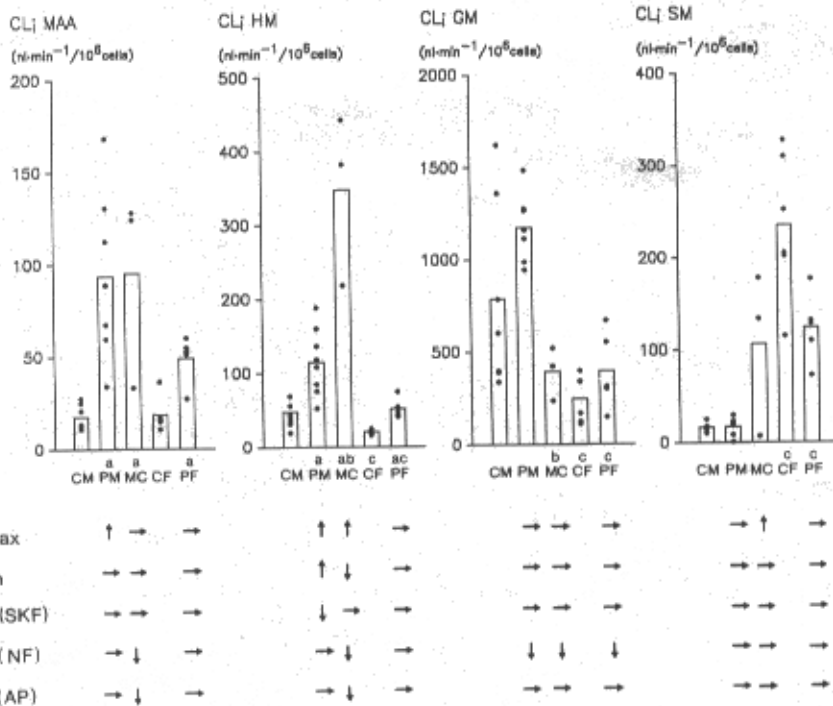 CLi MAA
(nl·min⁻¹/10⁶cells)
200
150
100
50
0
a a a
CM PM MC CF PF
CLi HM
(nl·min⁻¹/10⁶cells)
500
400
300
200
100
0
a ab c ac
CM PM MC CF PF
CLi GM
(nl·min⁻¹/10⁶cells)
2000
1500
1000
500
0
b c c
CM PM MC CF PF
CLi SM
(nl·min⁻¹/10⁶cells)
400
300
200
100
0
c c
CM PM MC CF PF
ax ↑ → → ↑ ↑ → → → → → ↑ →
→ → → ↑ ↓ → → → → → → →
(SKF) → → → ↓ → → → → → → → →
(NF) → ↓ → → ↓ → ↓ ↓ ↓ → → →
(AP) → ↓ → → ↓ → → → → → → →